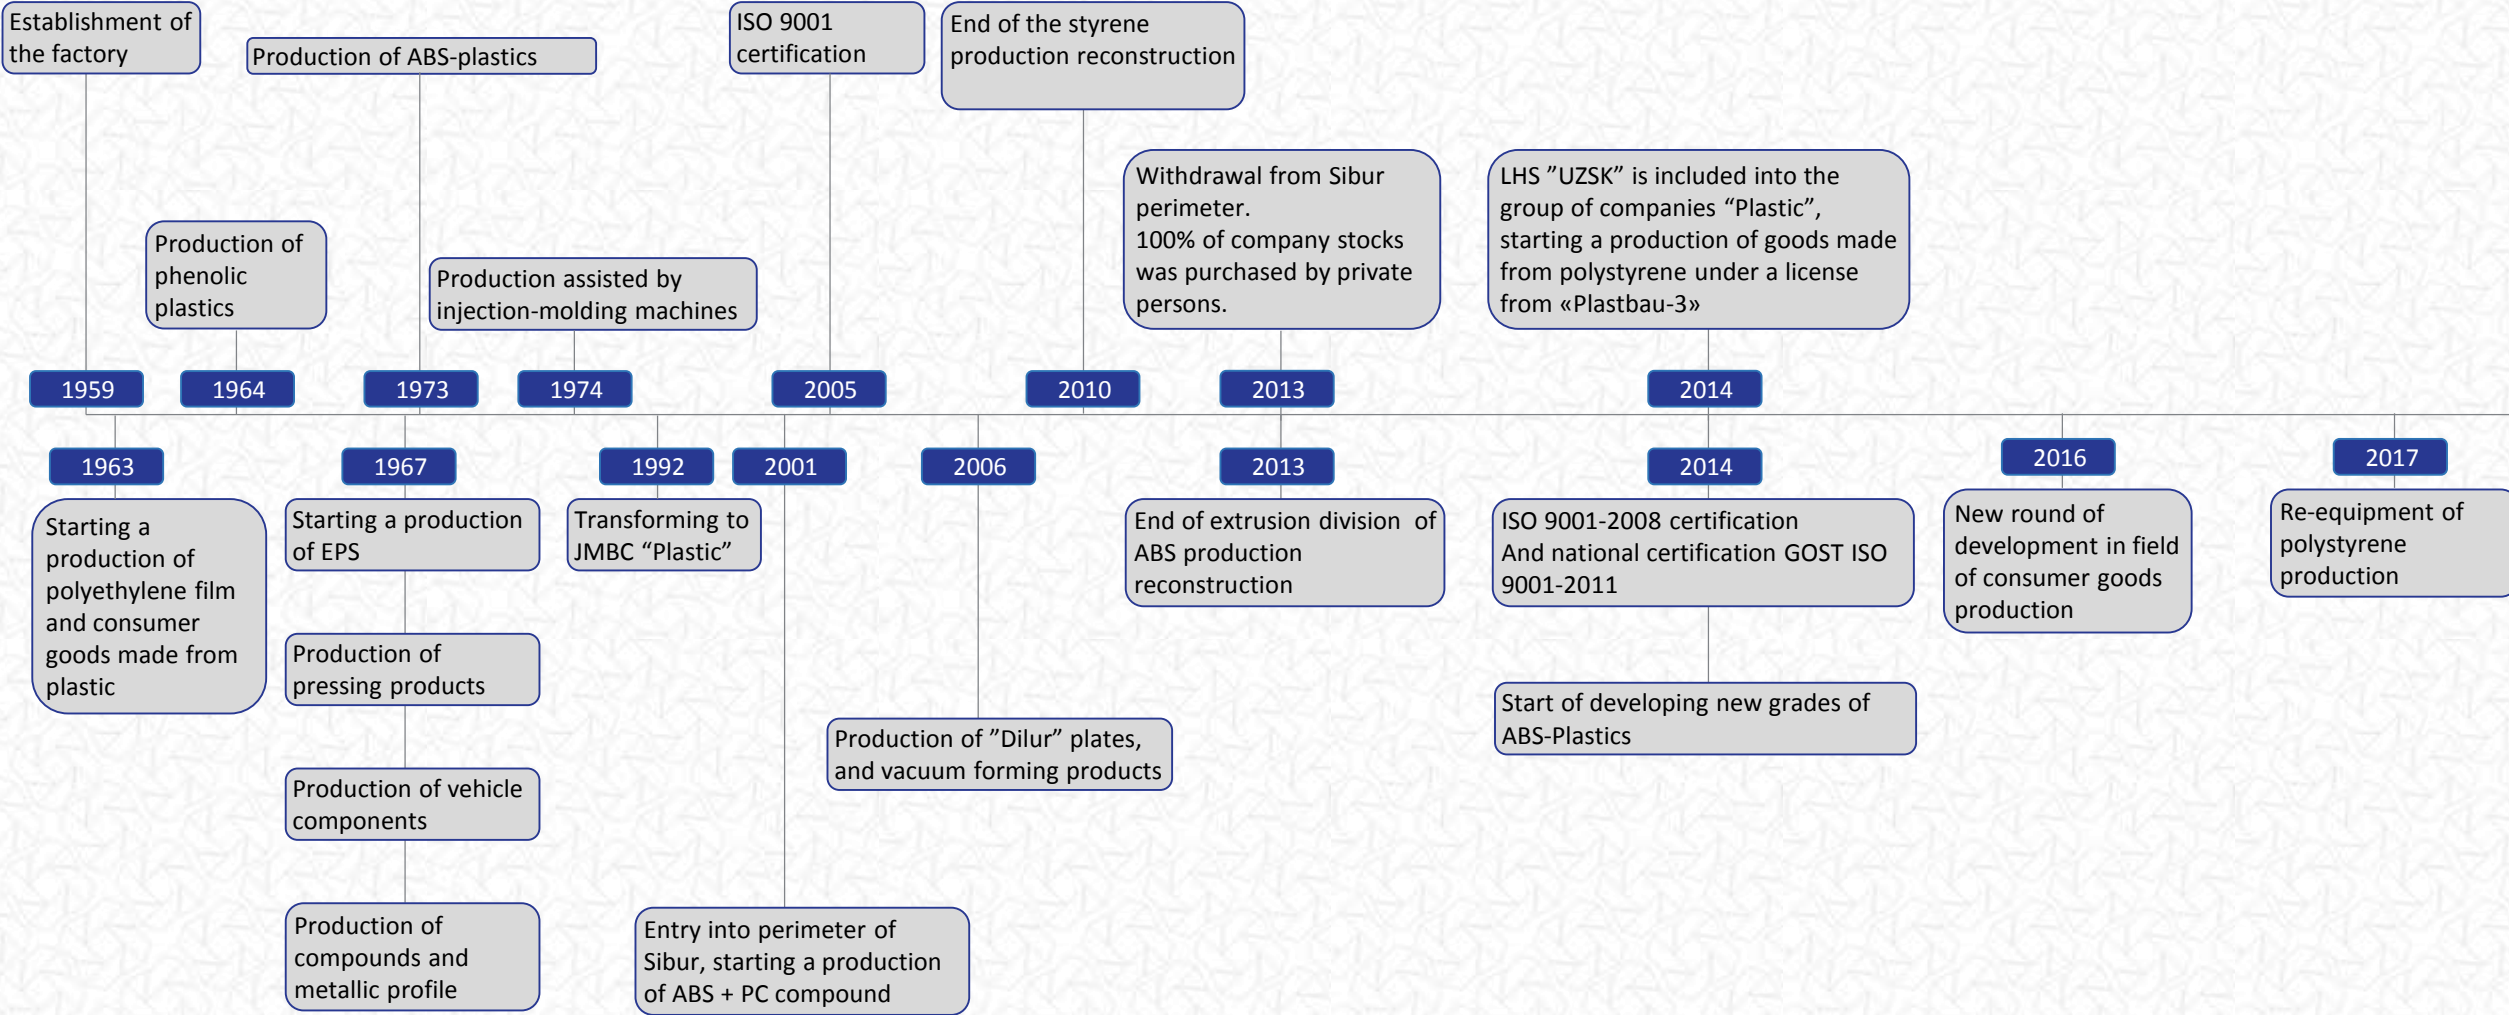 Establishment of
the factory
Production of ABS-plastics
ISO 9001
certification
End of the styrene
production reconstruction
Production of
phenolic
plastics
Production assisted by
injection-molding machines
Withdrawal from Sibur
perimeter.
100% of company stocks
was purchased by private
persons.
LHS ”UZSK” is included into the
group of companies “Plastic”,
starting a production of goods made
from polystyrene under a license
from «Plastbau-3»
1959
1964
1973
1974
2005
2010
2013
2014
1963
1967
1992
2001
2006
2013
2014
2016
2017
Starting a
production of
polyethylene film
and consumer
goods made from
plastic
Starting a production
of EPS
Production of
pressing products
Production of vehicle
components
Production of
compounds and
metallic profile
Transforming to
JMBC “Plastic”
Entry into perimeter of
Sibur, starting a production
of ABS + PC compound
Production of ”Dilur” plates,
and vacuum forming products
End of extrusion division of
ABS production
reconstruction
ISO 9001-2008 certification
And national certification GOST ISO
9001-2011
Start of developing new grades of
ABS-Plastics
New round of
development in field
of consumer goods
production
Re-equipment of
polystyrene
production